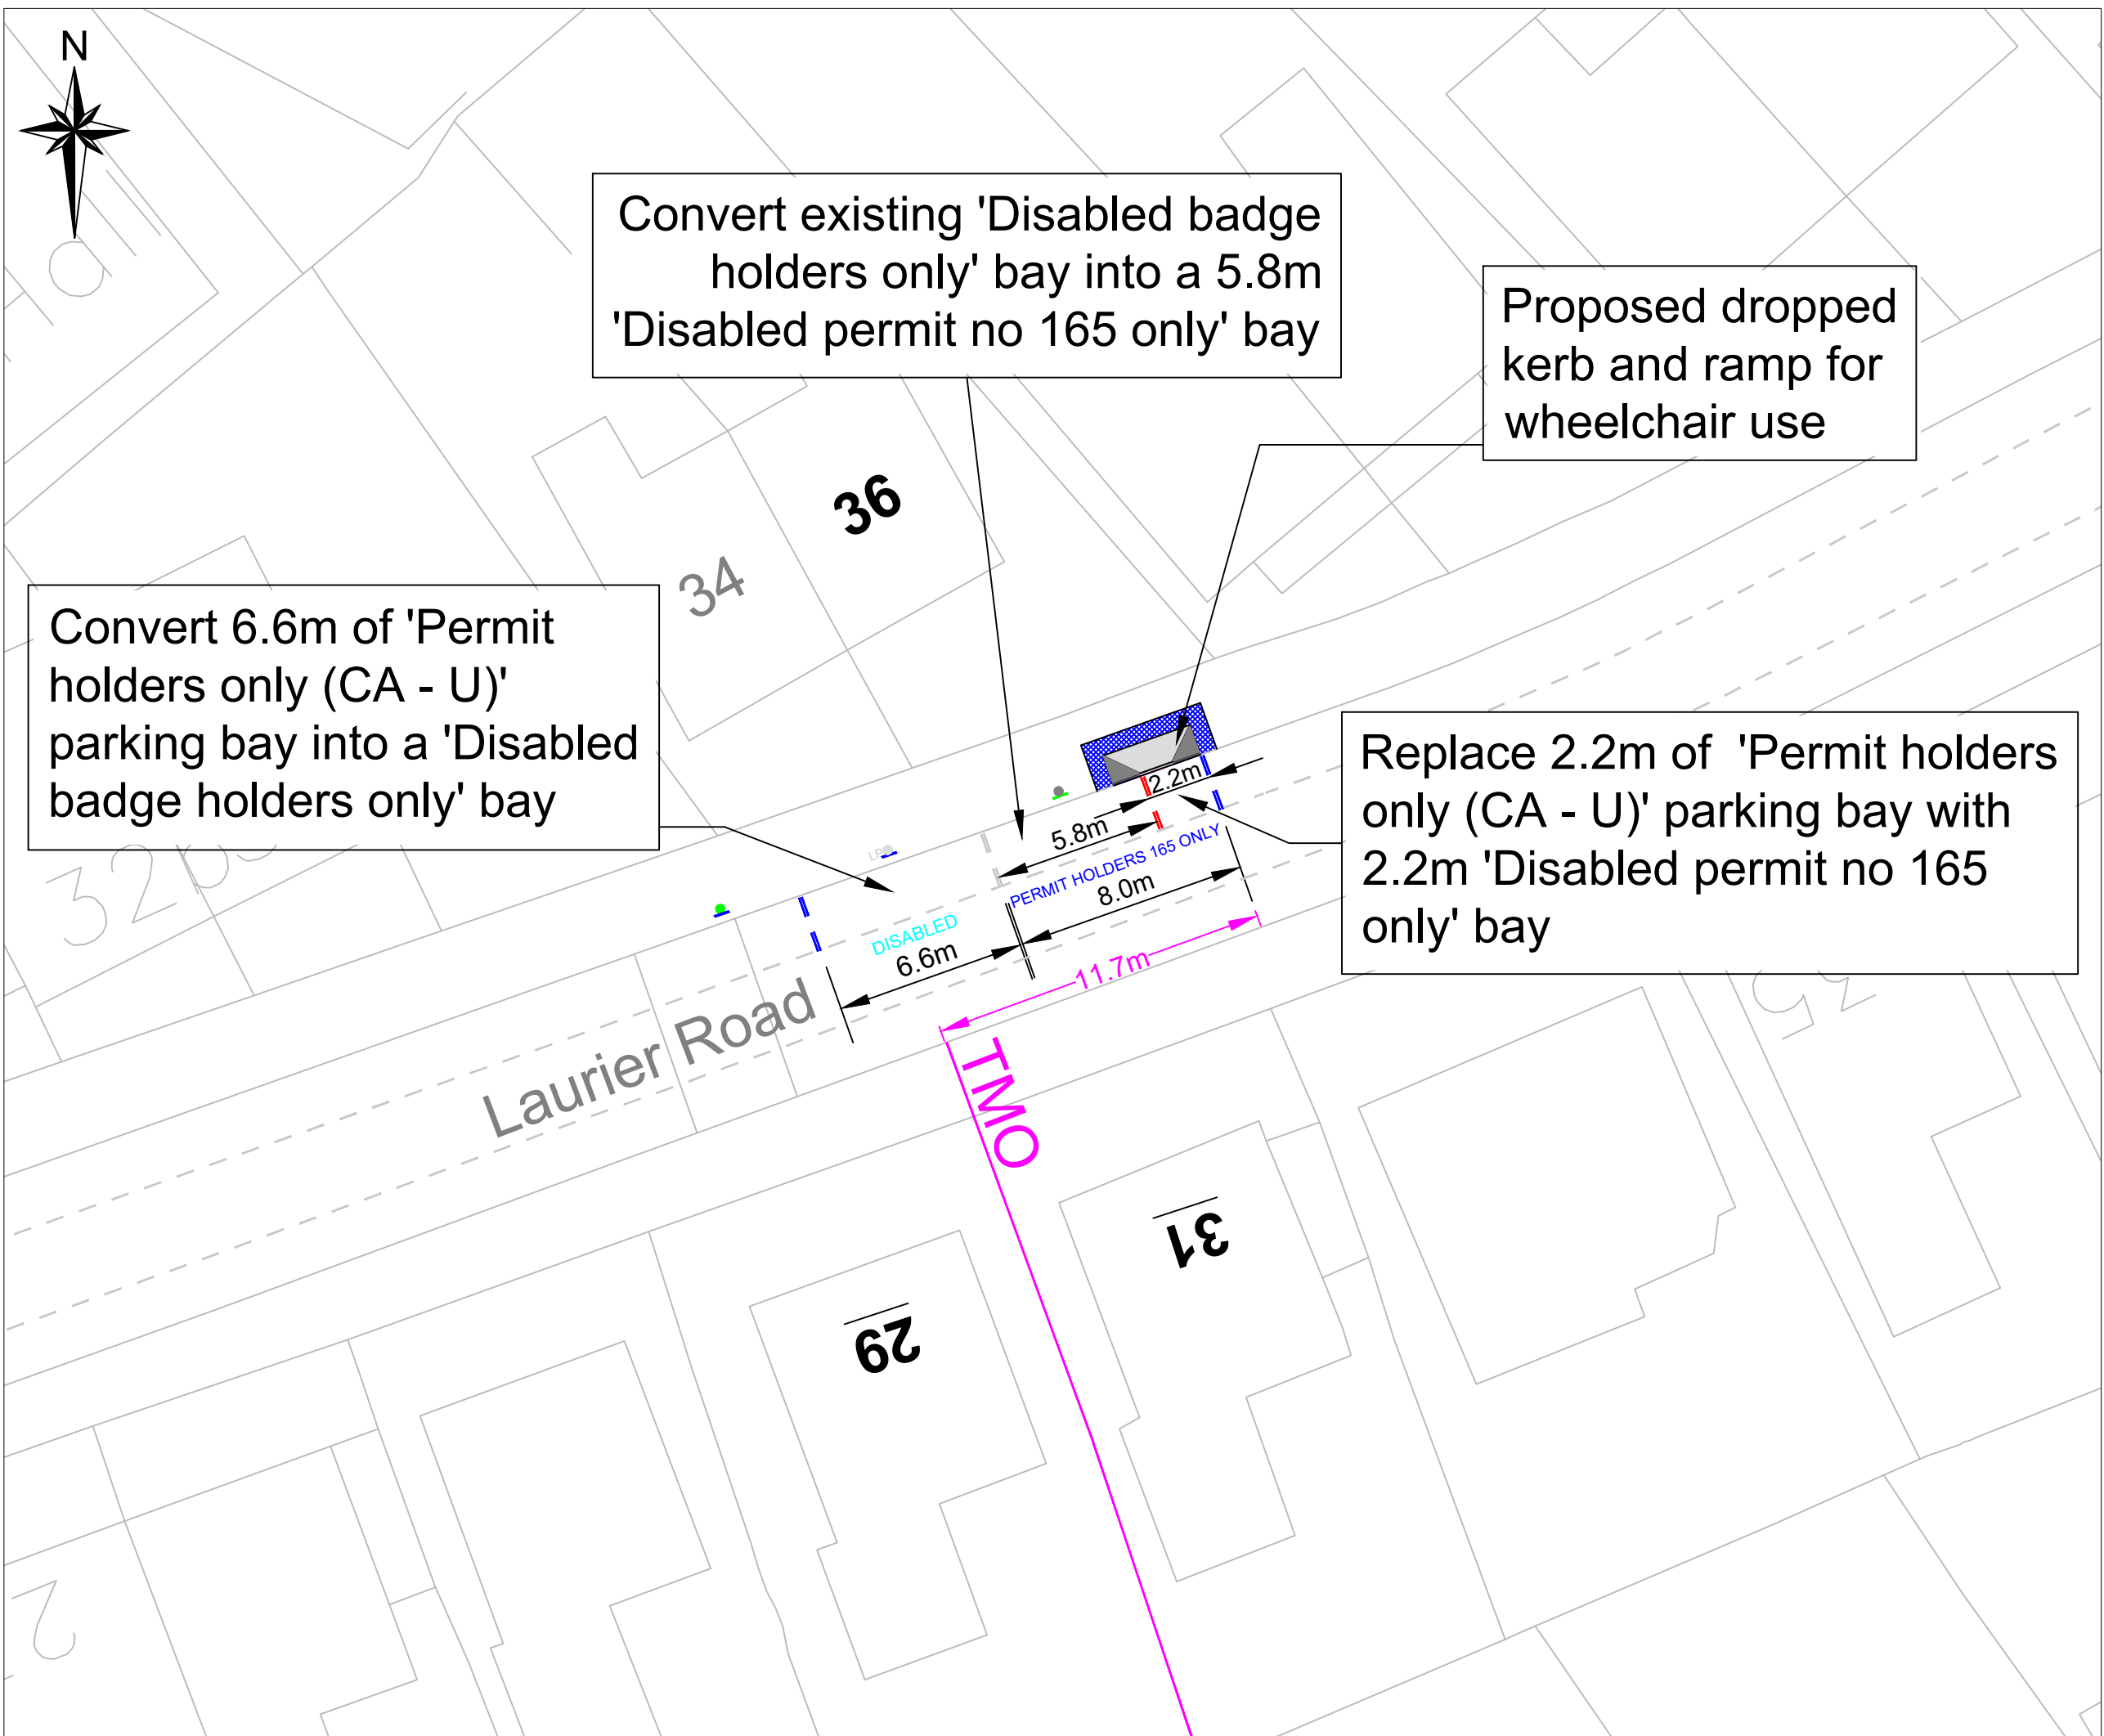 N
Convert existing 'Disabled badge
holders only' bay into a 5.8m
'Disabled permit no 165 only' bay
Proposed dropped
kerb and ramp for
wheelchair use
36
34
Convert 6.6m of 'Permit
holders only (CA - U)'
parking bay into a 'Disabled
badge holders only' bay
Replace 2.2m of 'Permit holders
only (CA - U)' parking bay with
2.2m 'Disabled permit no 165
only' bay
2.2m
5.8m
PERMIT HOLDERS 165 ONLY
8.0m
DISABLED
6.6m
11.7m
Laurier Road
TMO
31
29